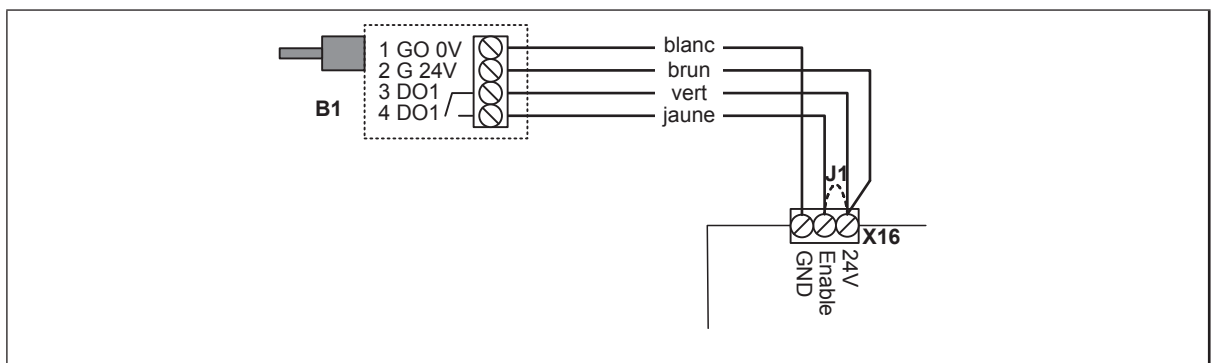 1 GO 0V
2 G 24V
3 DO1
4 DO1
B1
blanc
brun
vert
jaune
J1
X16
GND
Enable
24V